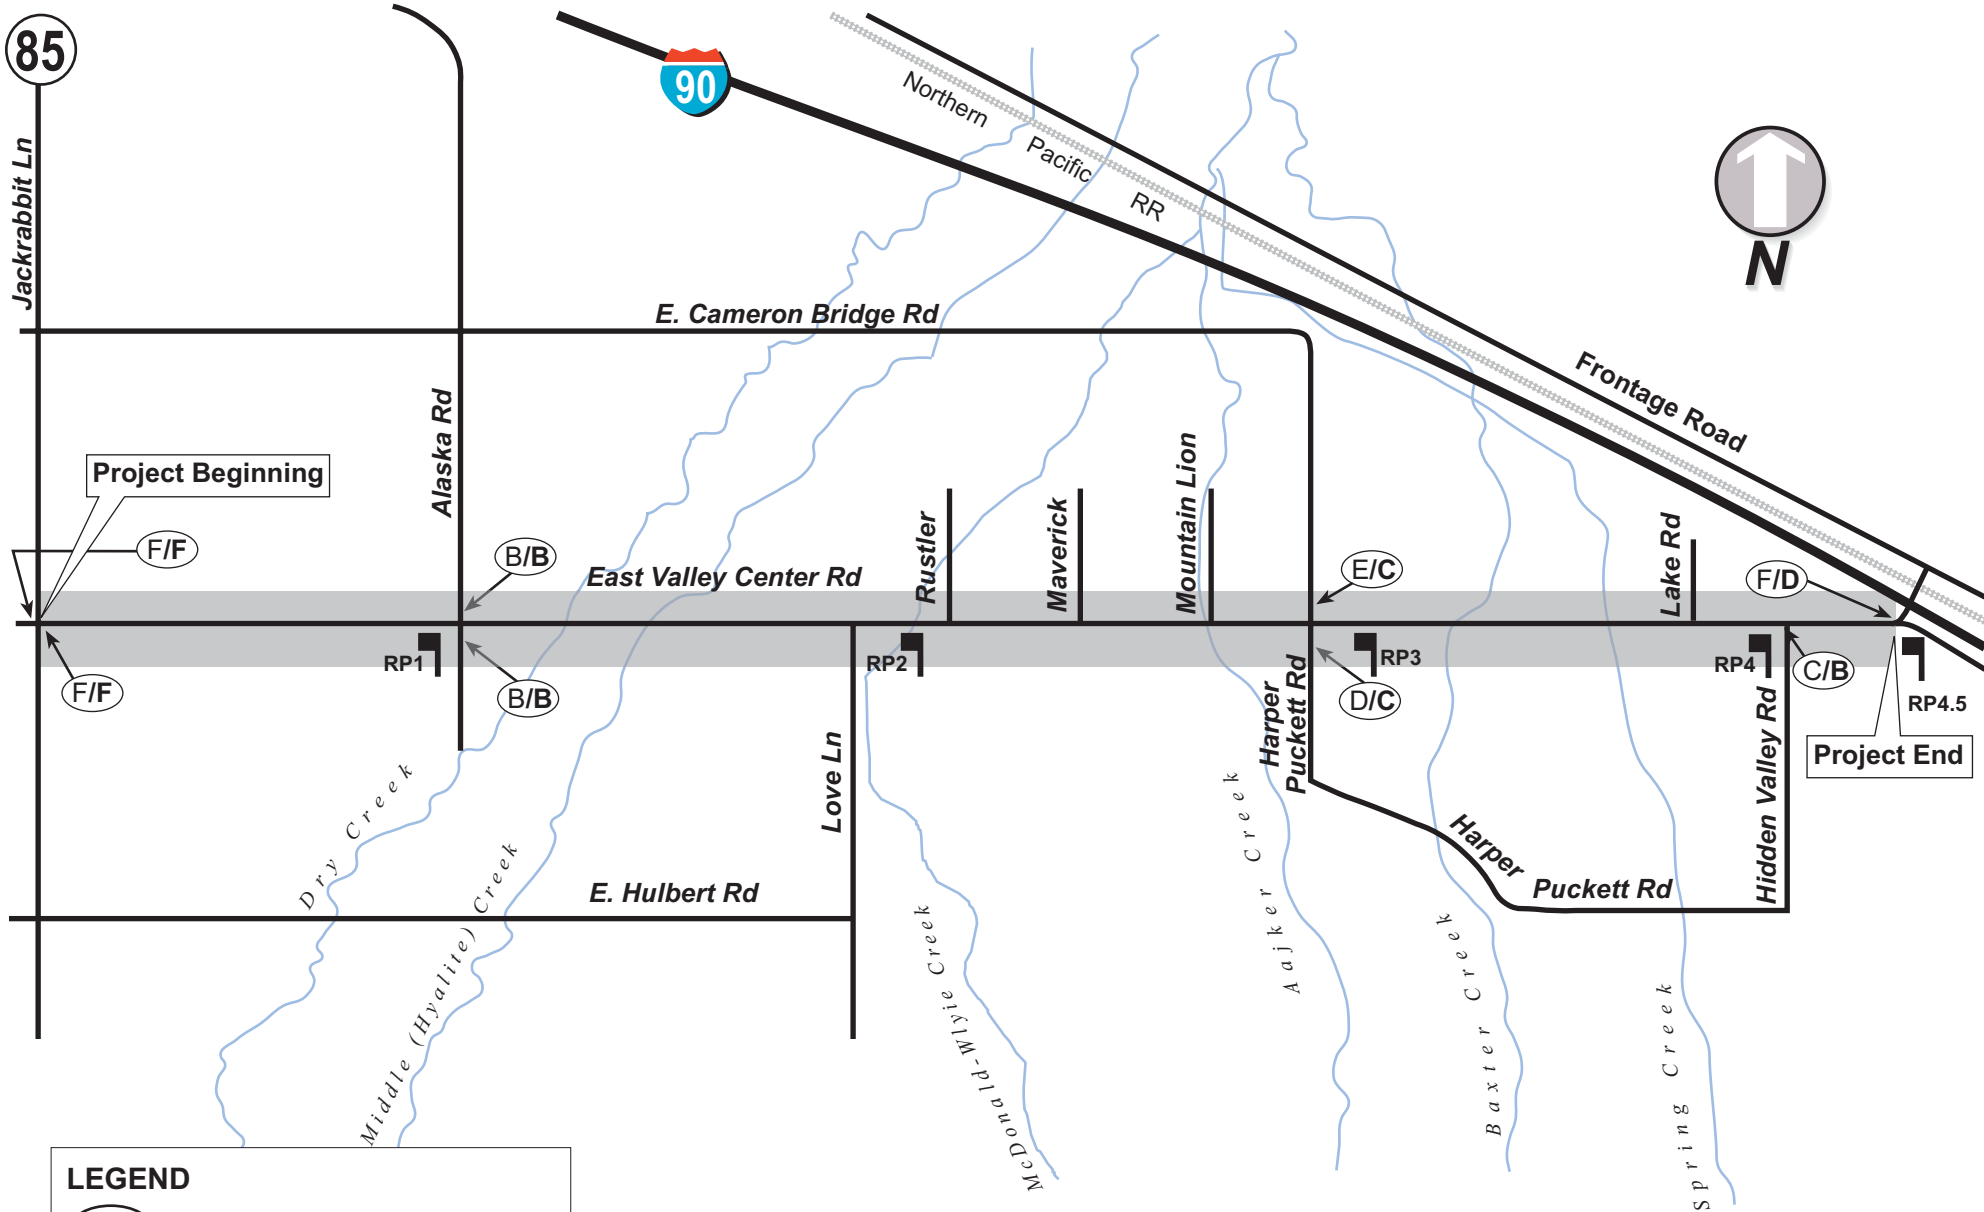 85
90
Northern
Pacific
RR
N
Jackrabbit Ln
E. Cameron Bridge Rd
Frontage Road
Alaska Rd
Project Beginning
Rustler
Maverick
Mountain Lion
Lake Rd
F/F
B/B
East Valley Center Rd
E/C
F/D
RP1
RP2
RP3
RP4
C/B
RP4.5
F/F
B/B
D/C
Harper
Puckett Rd
Project End
Love Ln
Hidden Valley Rd
Dry Creek
Middle (Hyalite) Creek
E. Hulbert Rd
Harper
Puckett Rd
McDonald-Wlyie Creek
Aajker Creek
Baxter Creek
Spring Creek
LEGEND